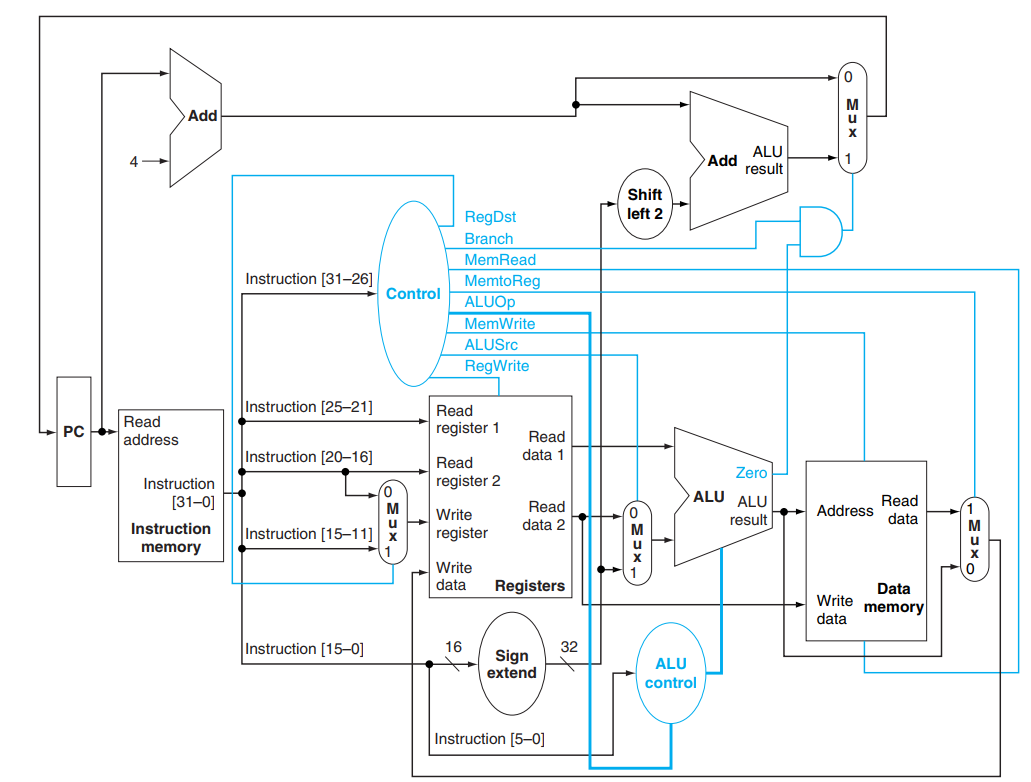 Add
4
0
M
u
x
1
Add
ALU
result
Shift
left 2
RegDst
Branch
MemRead
MemtoReg
ALUOp
MemWrite
ALUSrc
RegWrite
Control
Instruction [31–26]
PC
Read
address
Instruction
[31–0]
Instruction
memory
Instruction [25–21]
Instruction [20–16]
Instruction [15–11]
0
M
u
x
1
Read
register 1
Read
register 2
Write
register
Write
data
Read
data 1
Read
data 2
Registers
0
M
u
x
1
Zero
ALU
ALU
result
Address
Read
data
Write
data
Data
memory
1
M
u
x
0
Instruction [15–0]
16
Sign
extend
32
ALU
control
Instruction [5–0]